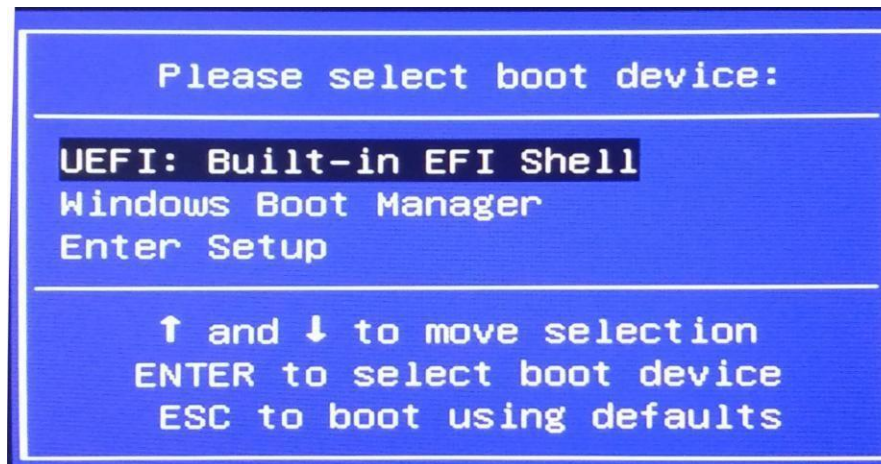 Please select boot device:
UEFI: Built-in EFI Shell
Windows Boot Manager
Enter Setup
↑ and ↓ to move selection
ENTER to select boot device
ESC to boot using defaults